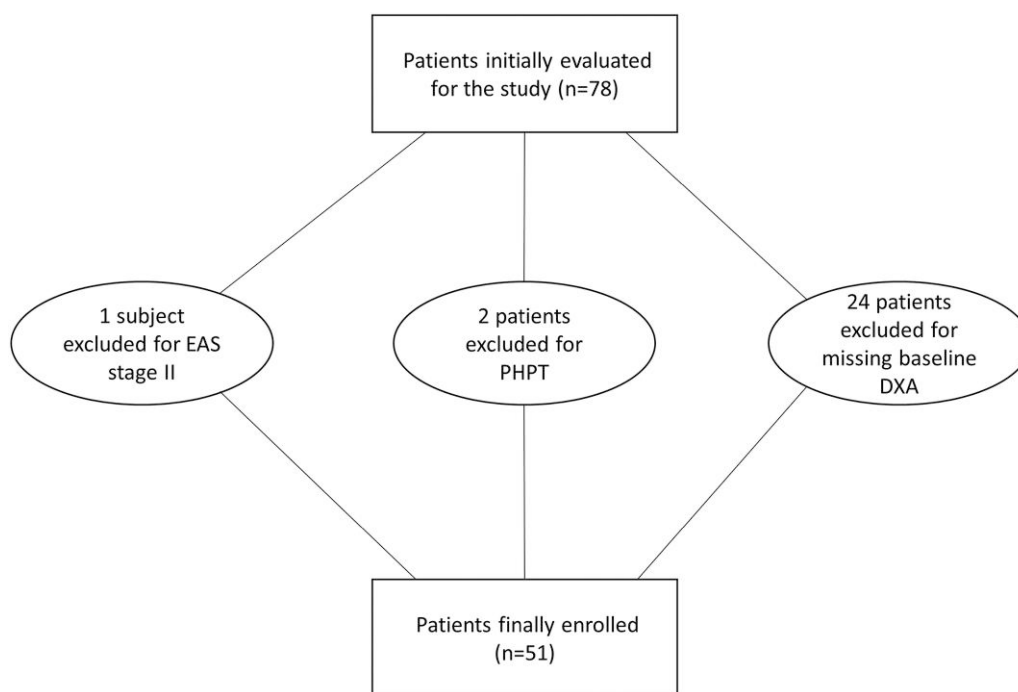 Patients initially evaluated
for the study (n=78)
1 subject
excluded for EAS
stage II
2 patients
excluded for
PHPT
24 patients
excluded for
missing baseline
DXA
Patients finally enrolled
(n=51)